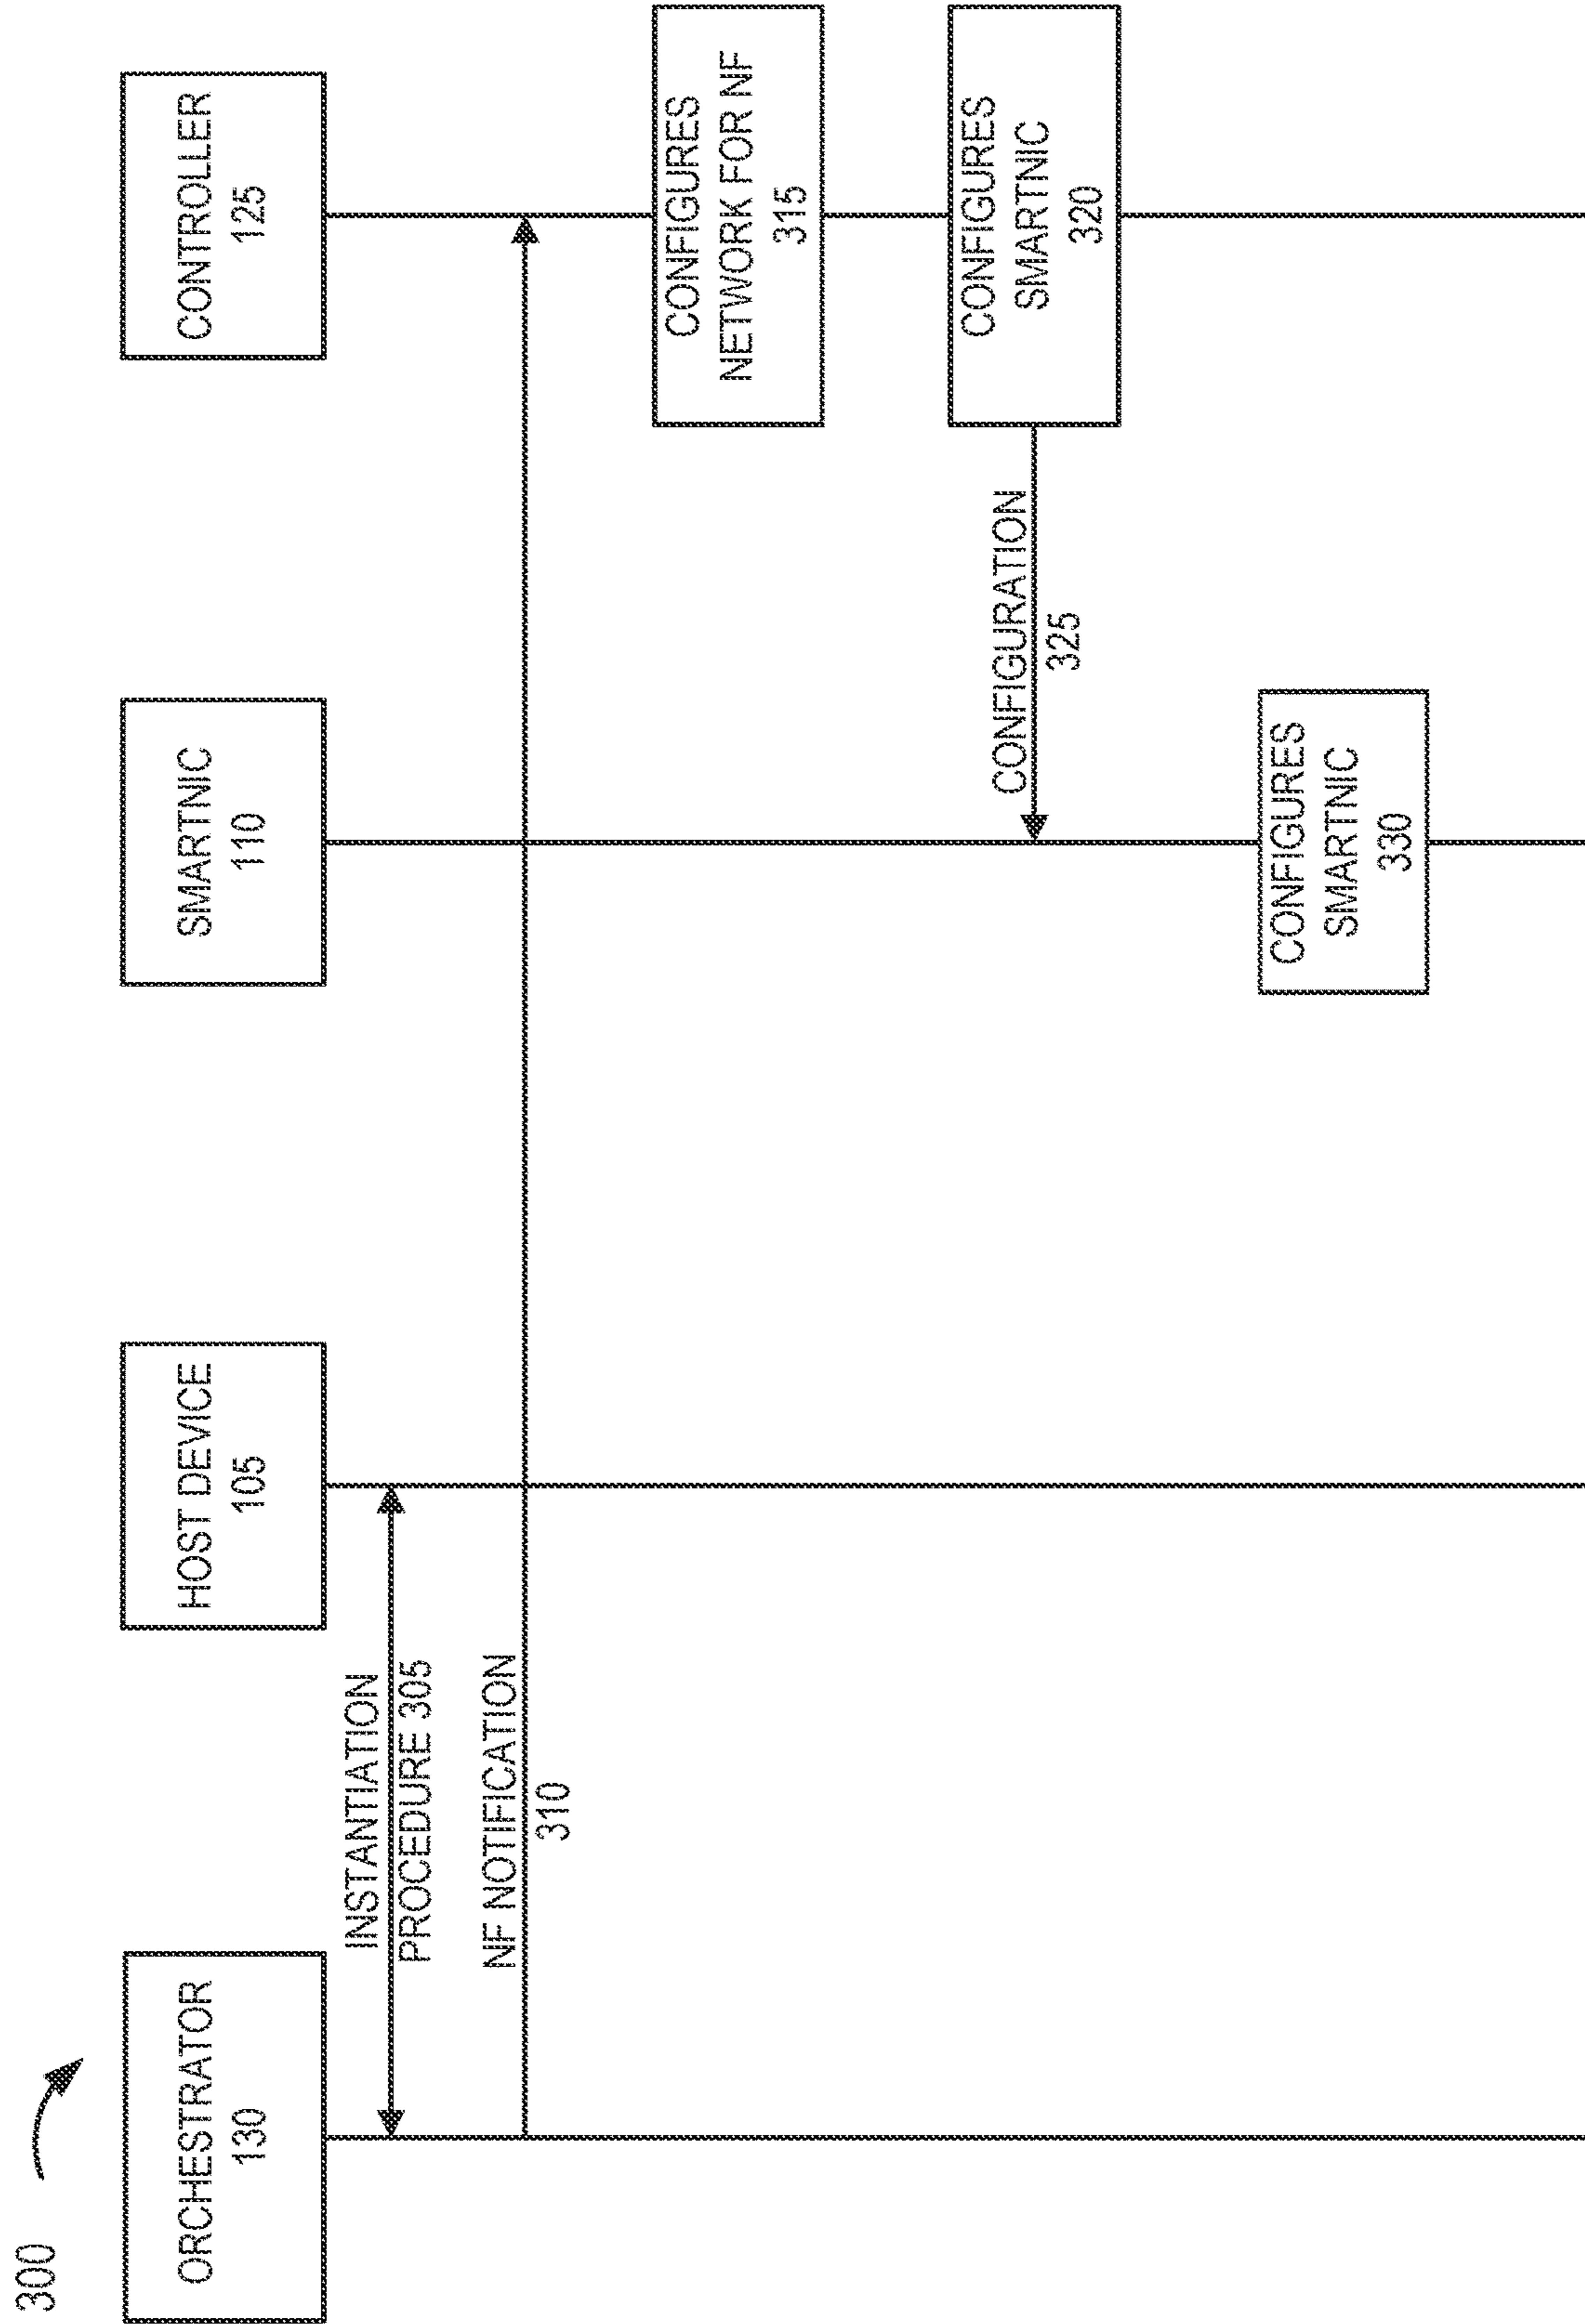 300
ORCHESTRATOR
130
HOST DEVICE
105
SMARTNIC
110
CONTROLLER
125
INSTANTIATION
PROCEDURE 305
NF NOTIFICATION
310
CONFIGURES
NETWORK FOR NF
315
CONFIGURES
SMARTNIC
320
CONFIGURATION
325
CONFIGURES
SMARTNIC
330